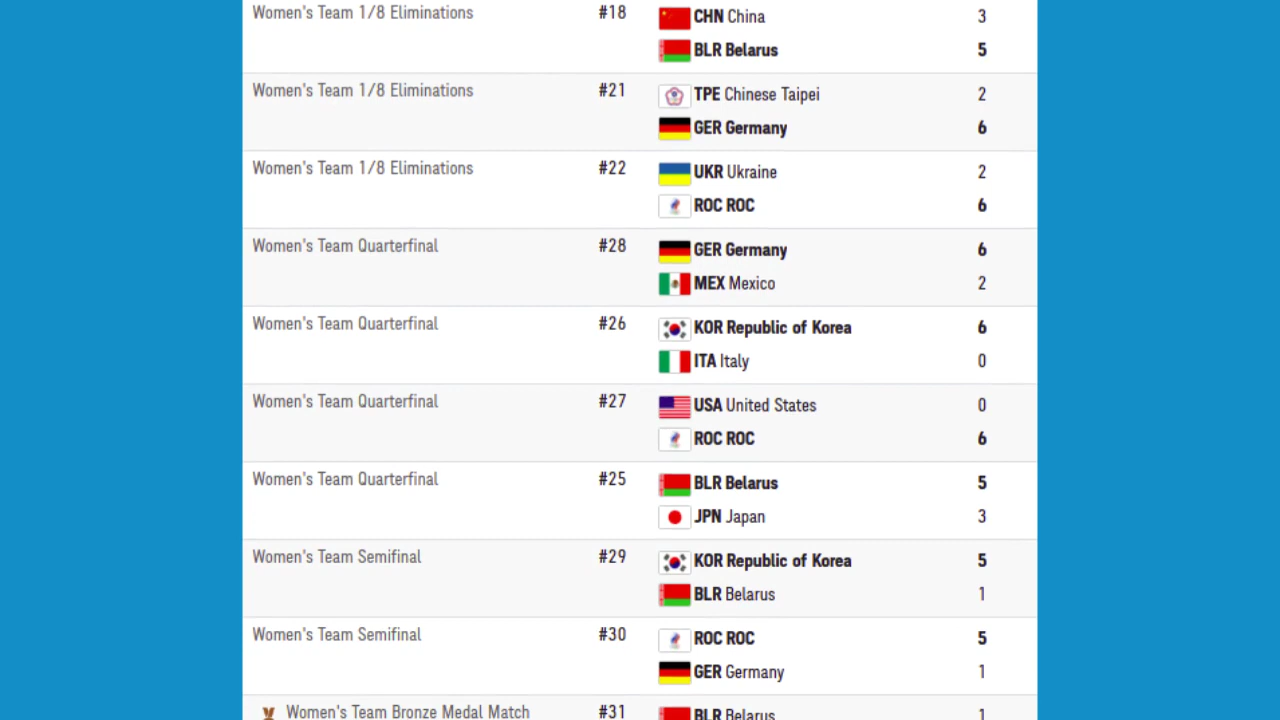 Women's Team 1/8 Eliminations #18 CHN China 3
BLR Belarus 5
Women's Team 1/8 Eliminations #21 TPE Chinese Taipei 2
GER Germany 6
Women's Team 1/8 Eliminations #22 UKR Ukraine 2
ROC ROC 6
Women's Team Quarterfinal #28 GER Germany 6
MEX Mexico 2
Women's Team Quarterfinal #26 KOR Republic of Korea 6
ITA Italy 0
Women's Team Quarterfinal #27 USA United States 0
ROC ROC 6
Women's Team Quarterfinal #25 BLR Belarus 5
JPN Japan 3
Women's Team Semifinal #29 KOR Republic of Korea 5
BLR Belarus 1
Women's Team Semifinal #30 ROC ROC 5
GER Germany 1
Women's Team Bronze Medal Match #31 BLR Belarus 1